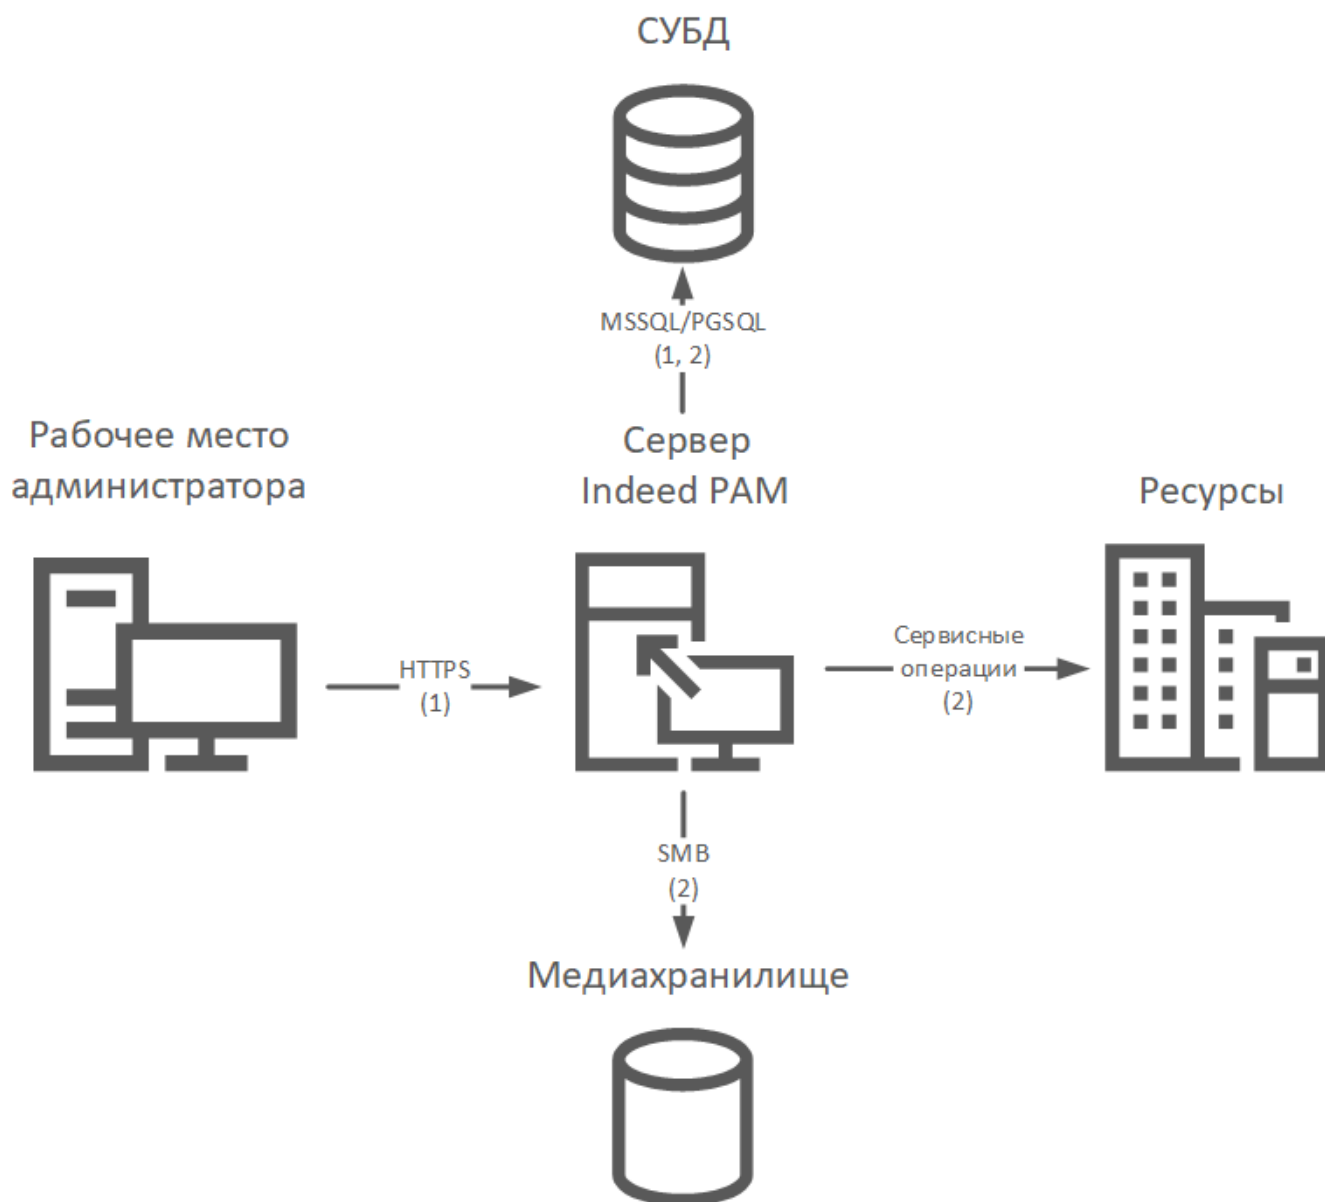 СУБД
MSSQL/PGSQL
(1, 2)
Рабочее место
администратора
Сервер
Indeed PAM
Ресурсы
HTTPS
(1)
Сервисные
операции
(2)
SMB
(2)
Медиахранилище